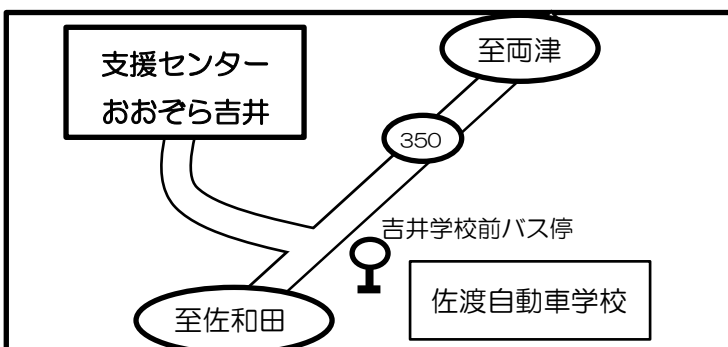 支援センター
おおぞら吉井
至両津
350
吉井学校前バス停
佐渡自動車学校
至佐和田